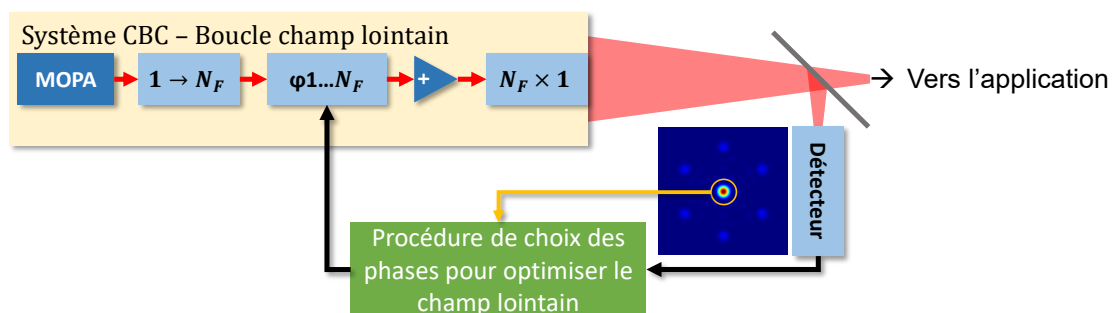 Système CBC – Boucle champ lointain
MOPA
1 → N_F
φ1...N_F
+
N_F × 1
→ Vers l'application
Détecteur
Procédure de choix des
phases pour optimiser le
champ lointain